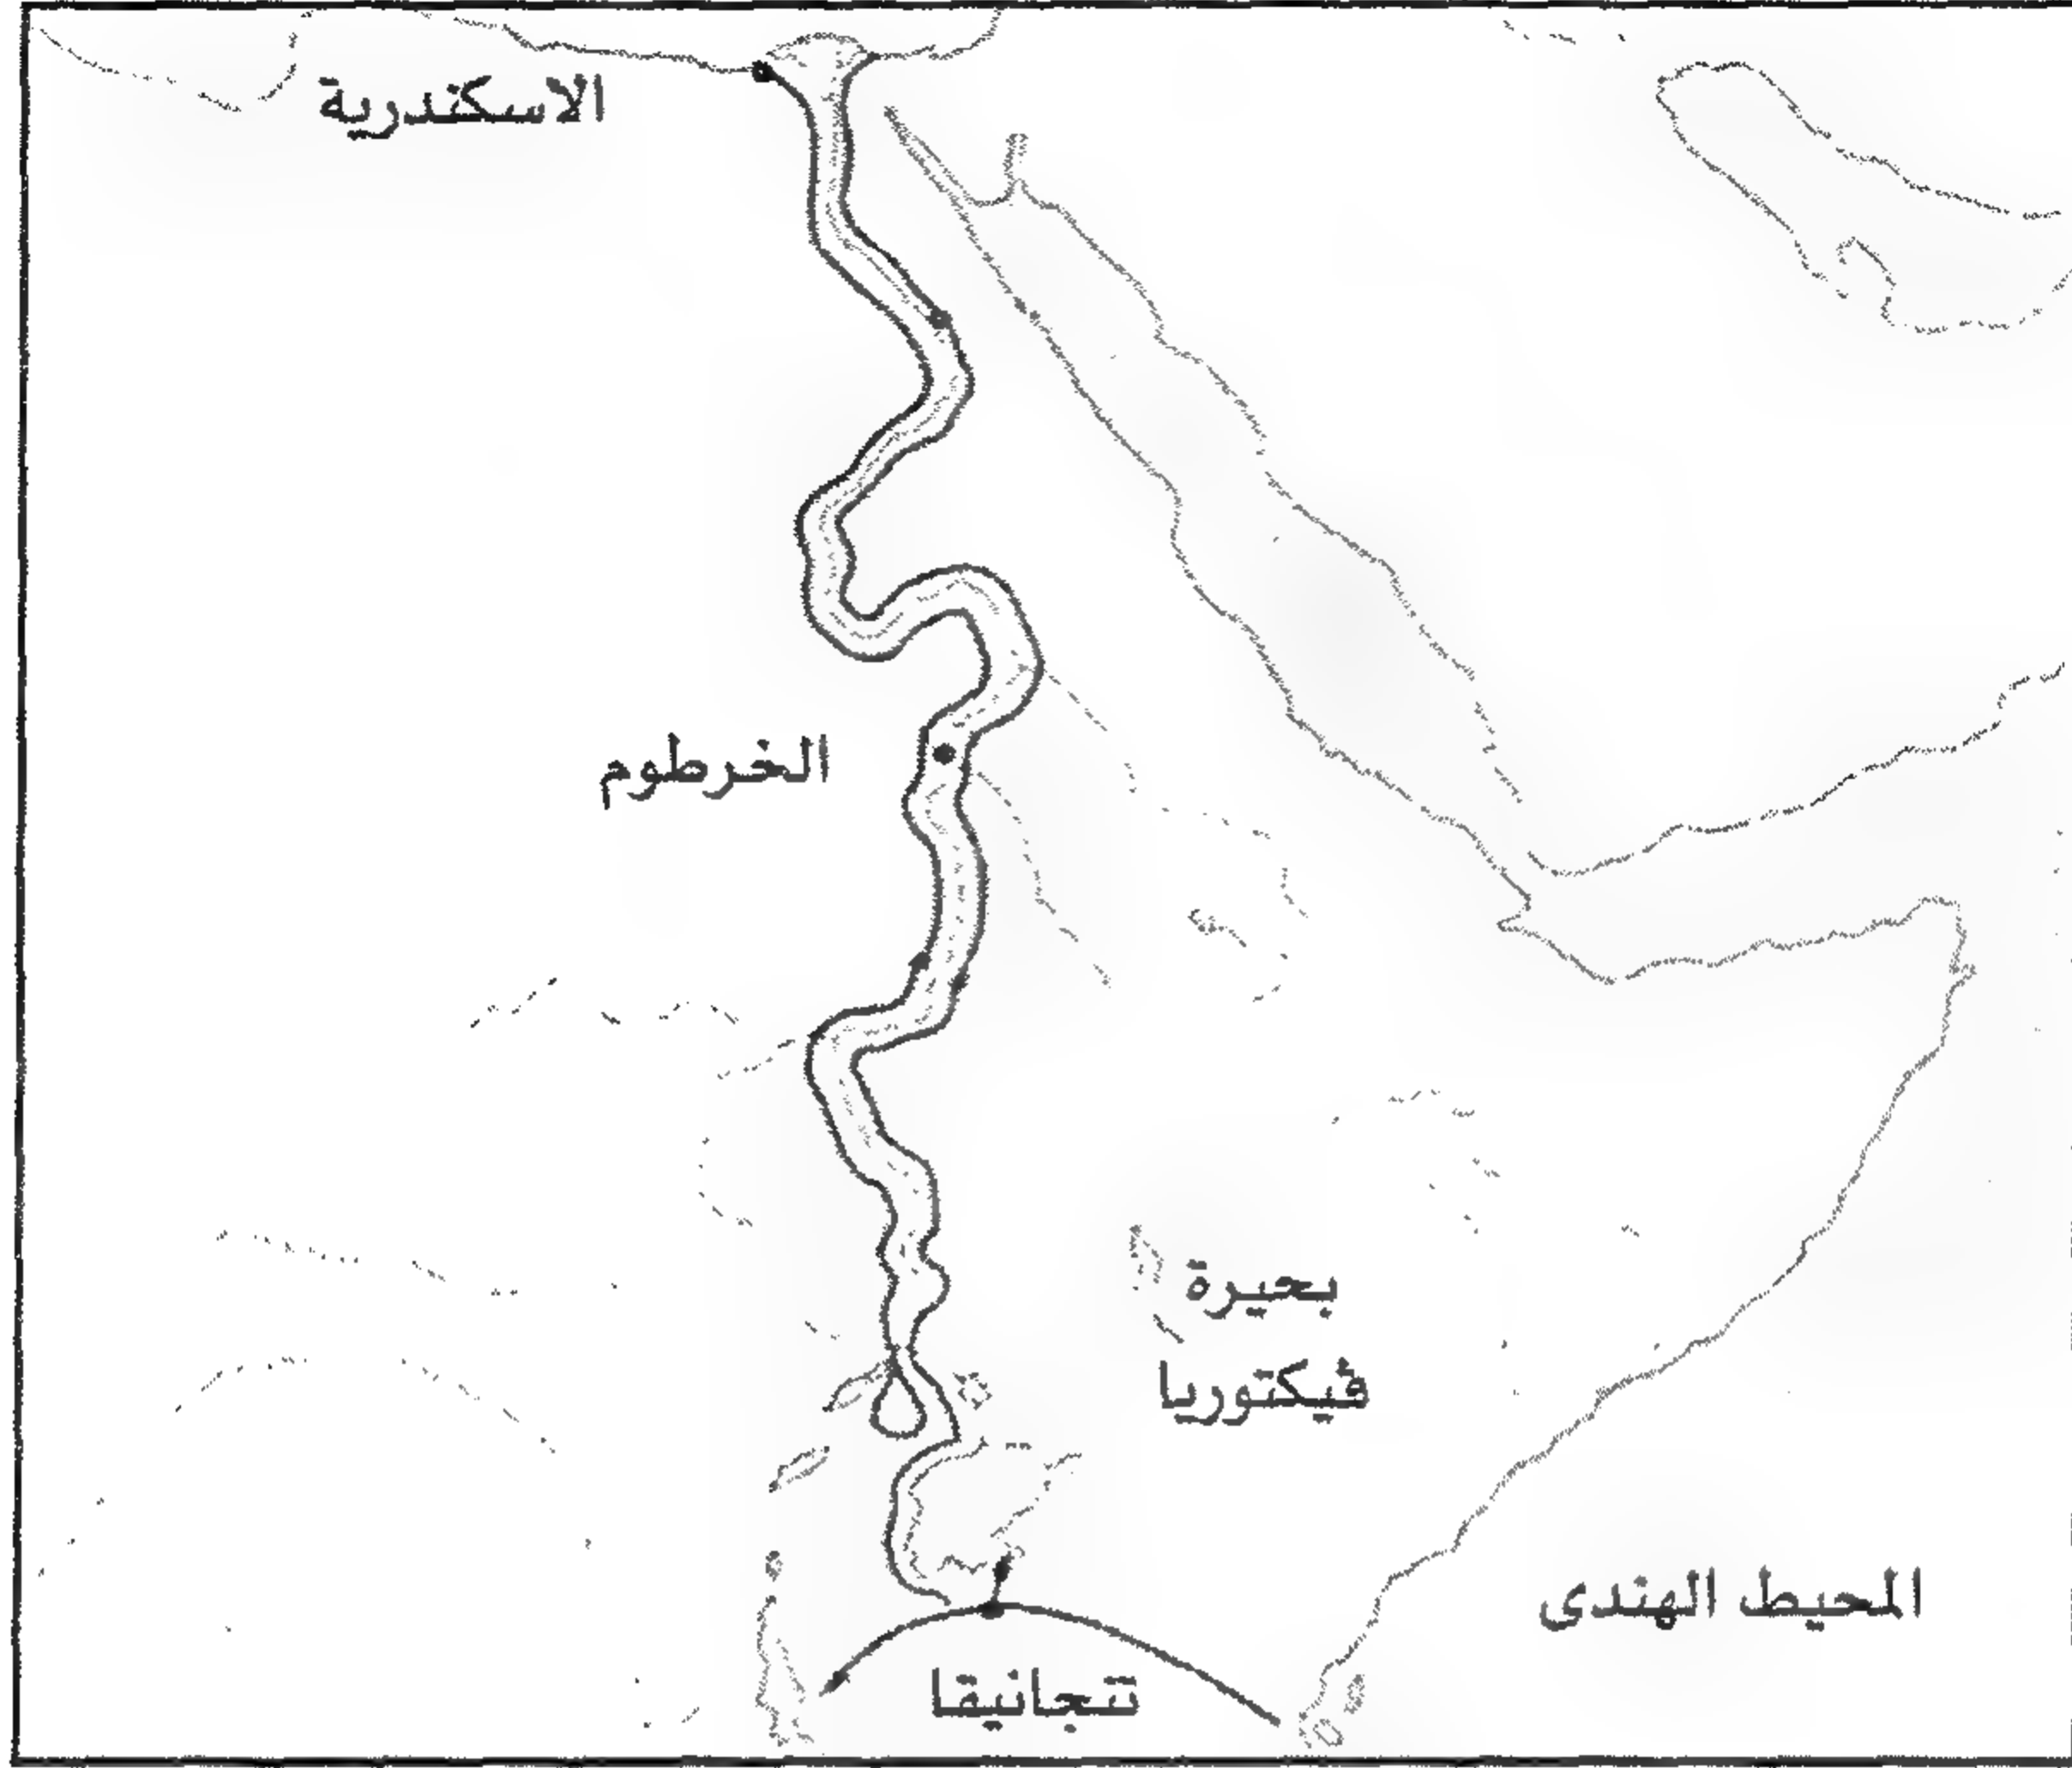 الاسكندرية
الخرطوم
بحيرة
ڤيكتوريا
المحيط الهندى
تنجانيقا